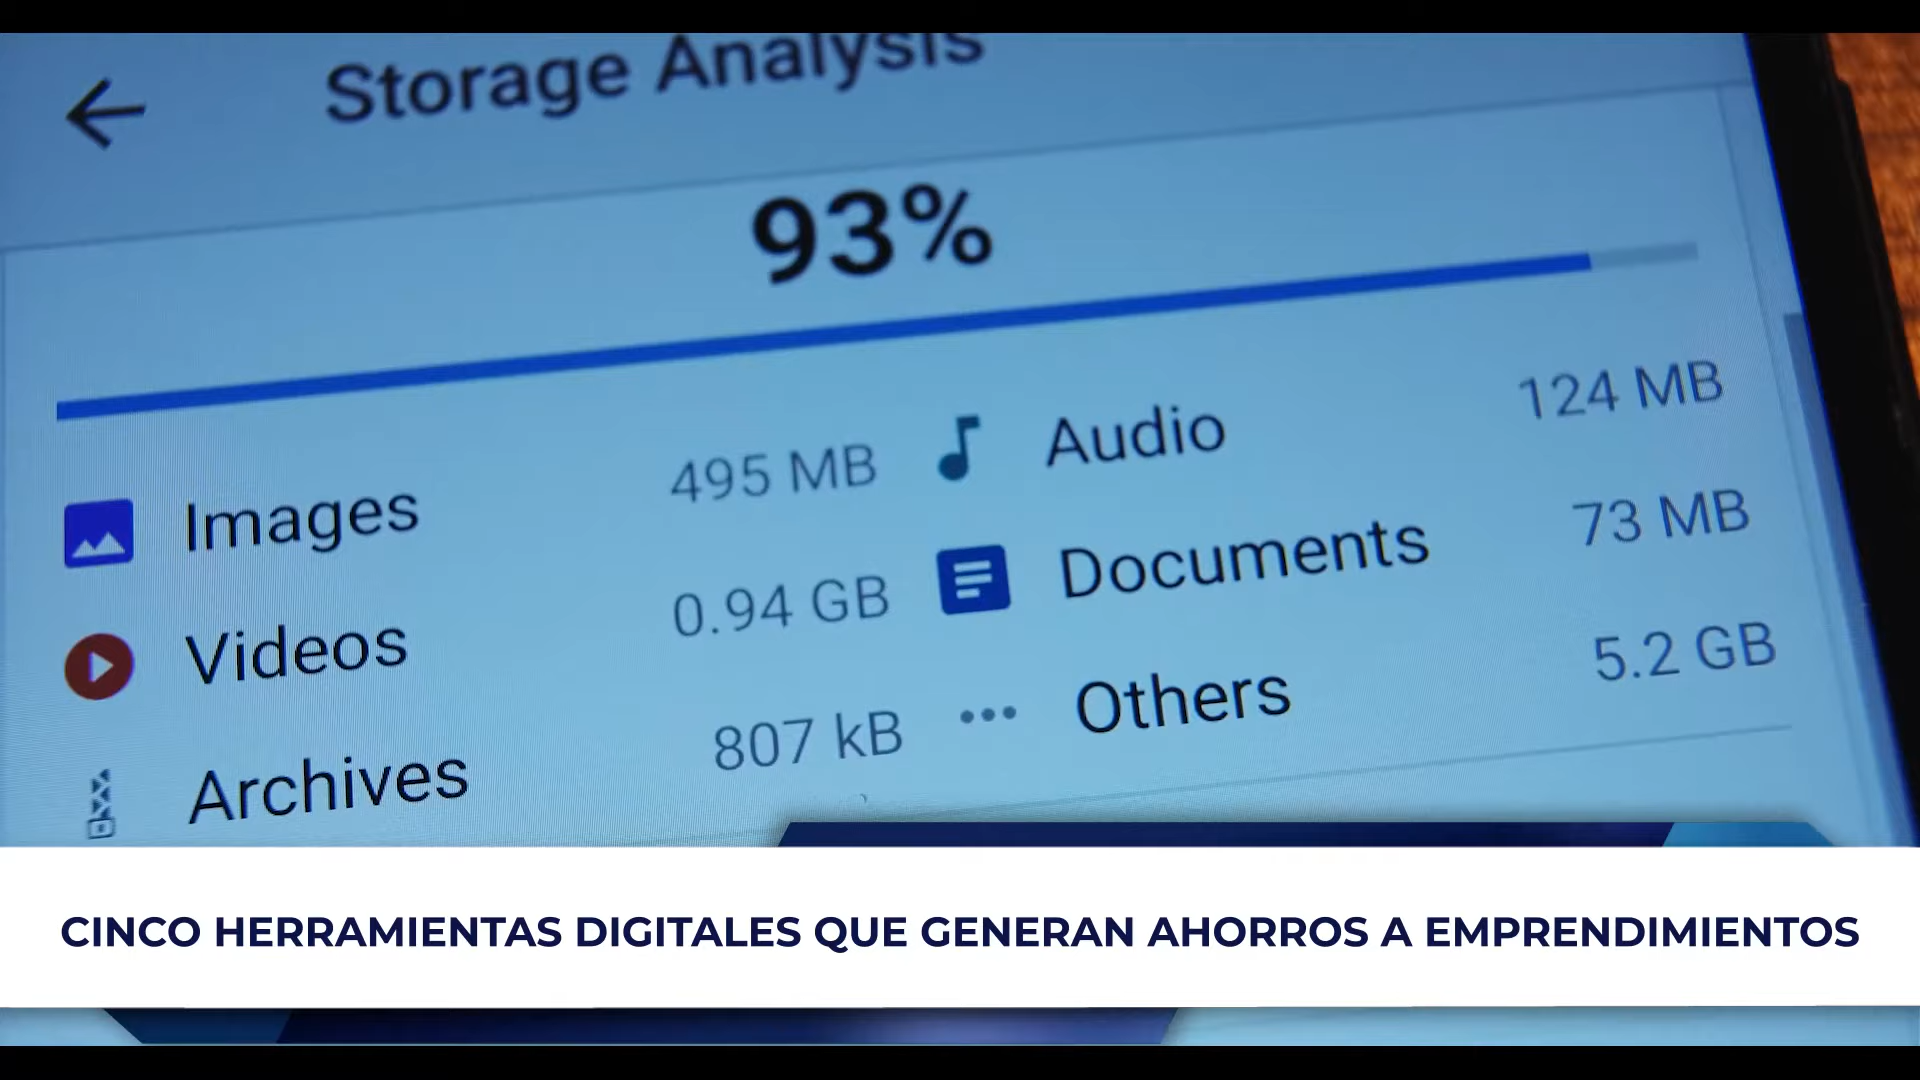 Storage Analysis
93%
Images 495 MB
Audio 124 MB
Videos 0.94 GB
Documents 73 MB
Archives 807 kB
Others 5.2 GB
CINCO HERRAMIENTAS DIGITALES QUE GENERAN AHORROS A EMPRENDIMIENTOS